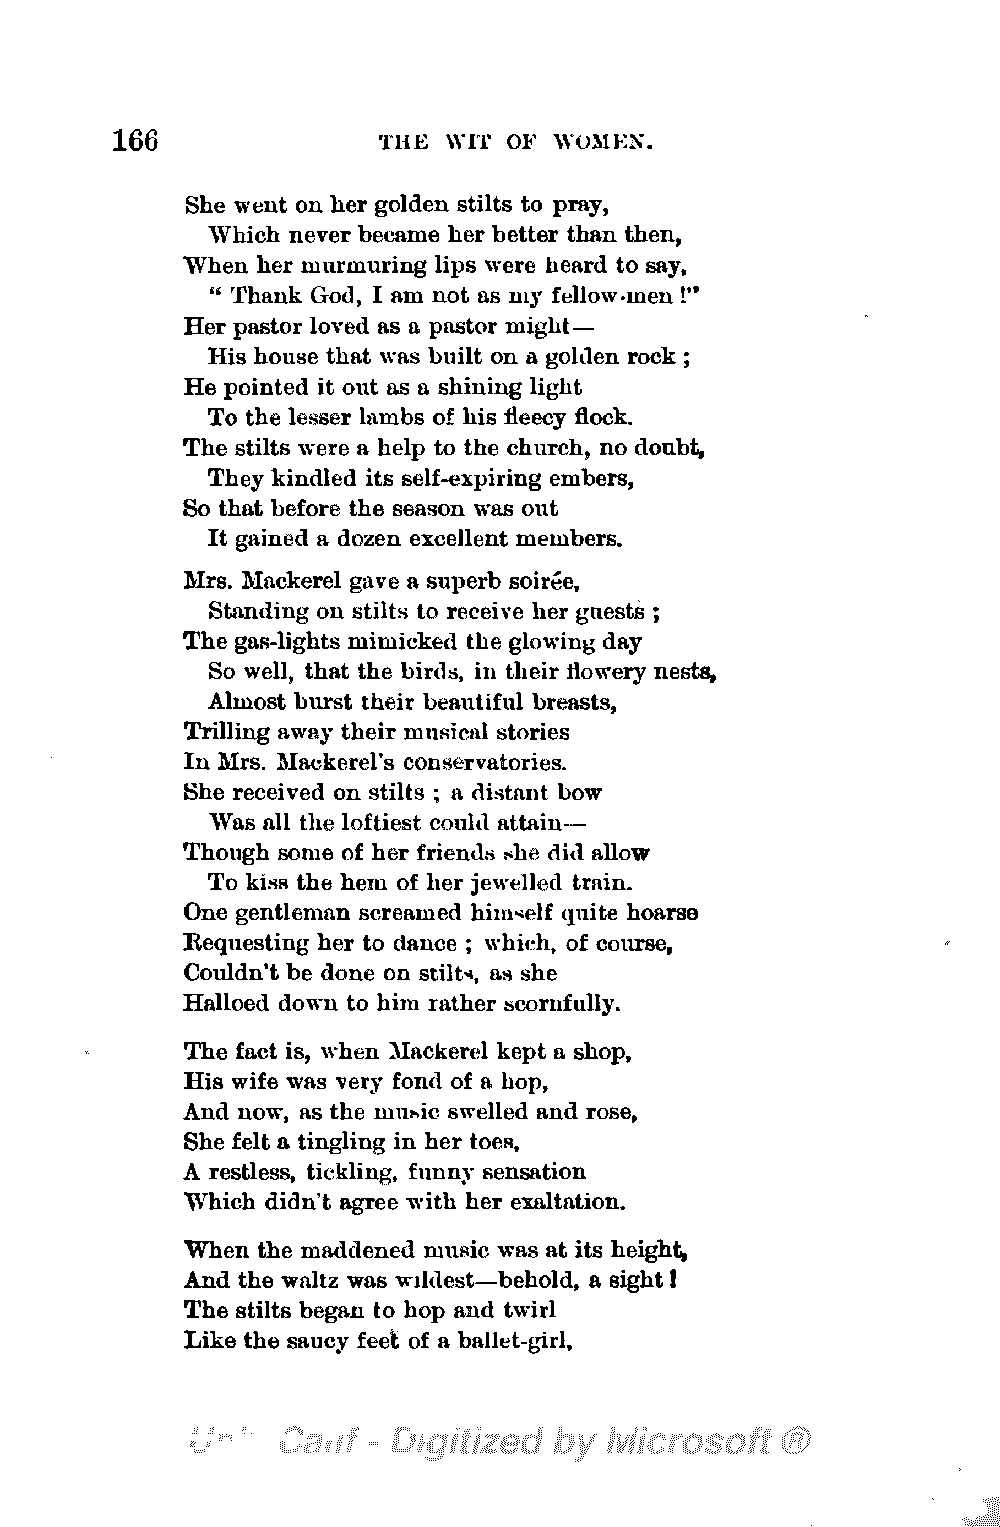 166 THE WIT OF WOMEN.
She went on her golden stilts to pray,
Which never became her better than then,
When her murmuring lips were heard to say,
“ Thank God, I am not as my fellow-men !”
Her pastor loved as a pastor might—
His house that was built on a golden rock ;
He pointed it out as a shining light
To the lesser lambs of his fleecy flock.
The stilts were a help to the church, no doubt,
They kindled its self-expiring embers,
So that before the season was out
It gained a dozen excellent members.
Mrs. Mackerel gave a superb soirée,
Standing on stilts to receive her guests ;
The gas-lights mimicked the glowing day
So well, that the birds, in their flowery nests,
Almost burst their beautiful breasts,
Trilling away their musical stories
In Mrs. Mackerel's conservatories.
She received on stilts ; a distant bow
Was all the loftiest could attain—
Though some of her friends she did allow
To kiss the hem of her jewelled train.
One gentleman screamed himself quite hoarse
Requesting her to dance ; which, of course,
Couldn't be done on stilts, as she
Halloed down to him rather scornfully.
The fact is, when Mackerel kept a shop,
His wife was very fond of a hop,
And now, as the music swelled and rose,
She felt a tingling in her toes,
A restless, tickling, funny sensation
Which didn't agree with her exaltation.
When the maddened music was at its height,
And the waltz was wildest—behold, a sight !
The stilts began to hop and twirl
Like the saucy feet of a ballet-girl,
Calif - Digitized by Microsoft ®